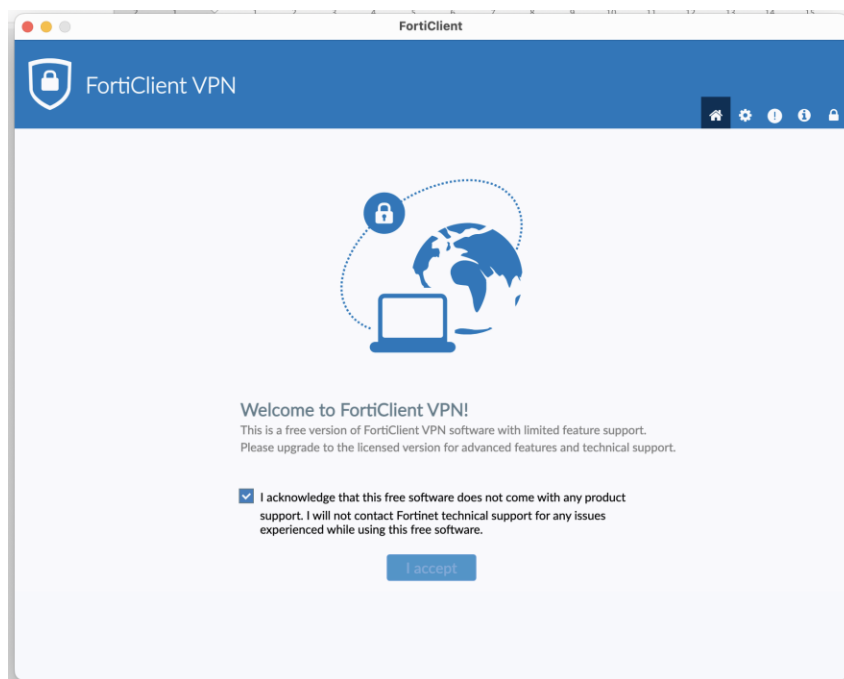 FortiClient
FortiClient VPN
Welcome to FortiClient VPN!
This is a free version of FortiClient VPN software with limited feature support.
Please upgrade to the licensed version for advanced features and technical support.
I acknowledge that this free software does not come with any product
support. I will not contact Fortinet technical support for any issues
experienced while using this free software.
I accept